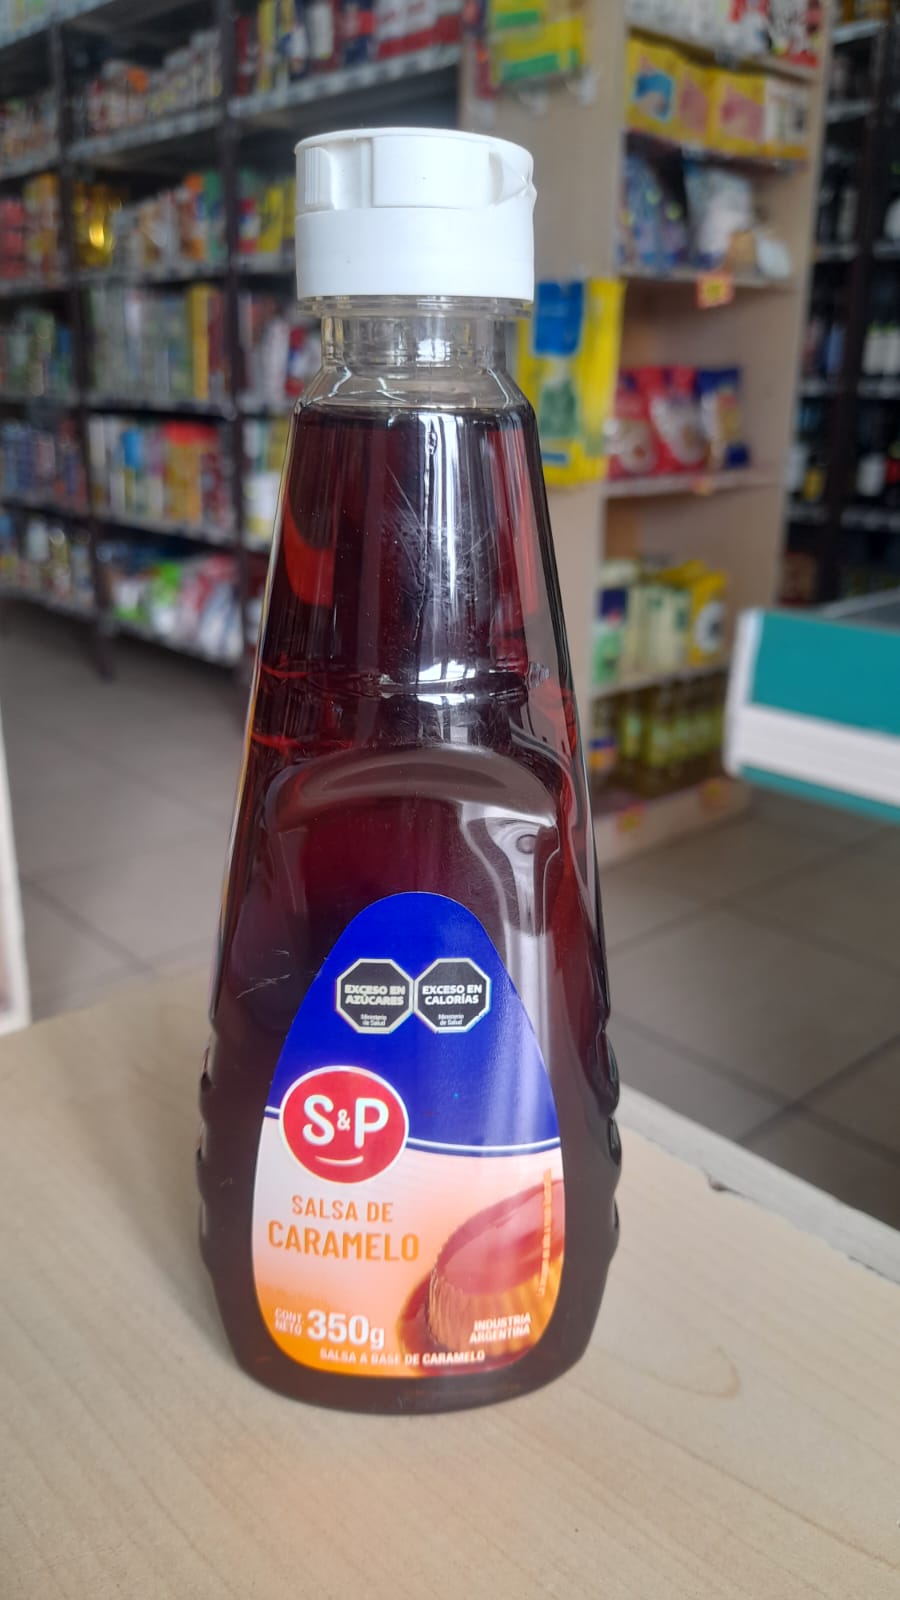 EXCESO EN
AZÚCARES
Ministerio
de Salud
EXCESO EN
CALORÍAS
Ministerio
de Salud
S&P
SALSA DE
CARAMELO
CONT.
NETO 350g
INDUSTRIA
ARGENTINA
SALSA A BASE DE CARAMELO